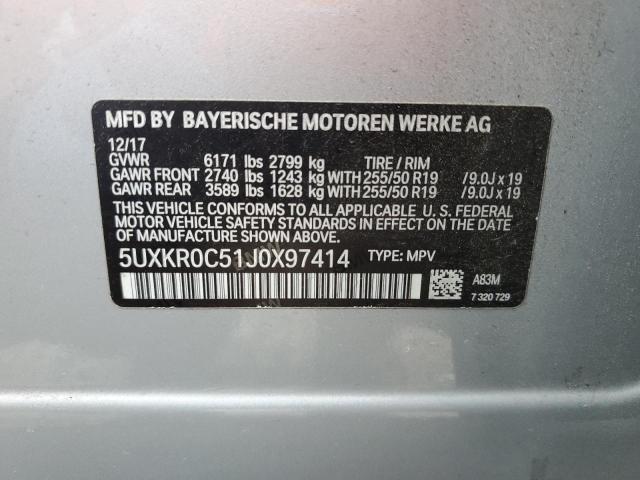 MFD BY BAYERISCHE MOTOREN WERKE AG
12/17
GVWR 6171 lbs 2799 kg TIRE / RIM
GAWR FRONT 2740 lbs 1243 kg WITH 255/50 R19 /9.0J x 19
GAWR REAR 3589 lbs 1628 kg WITH 255/50 R19 /9.0J x 19
THIS VEHICLE CONFORMS TO ALL APPLICABLE U. S. FEDERAL
MOTOR VEHICLE SAFETY STANDARDS IN EFFECT ON THE DATE OF
MANUFACTURE SHOWN ABOVE.
5UXKR0C51J0X97414 TYPE: MPV
A83M
7 320 729